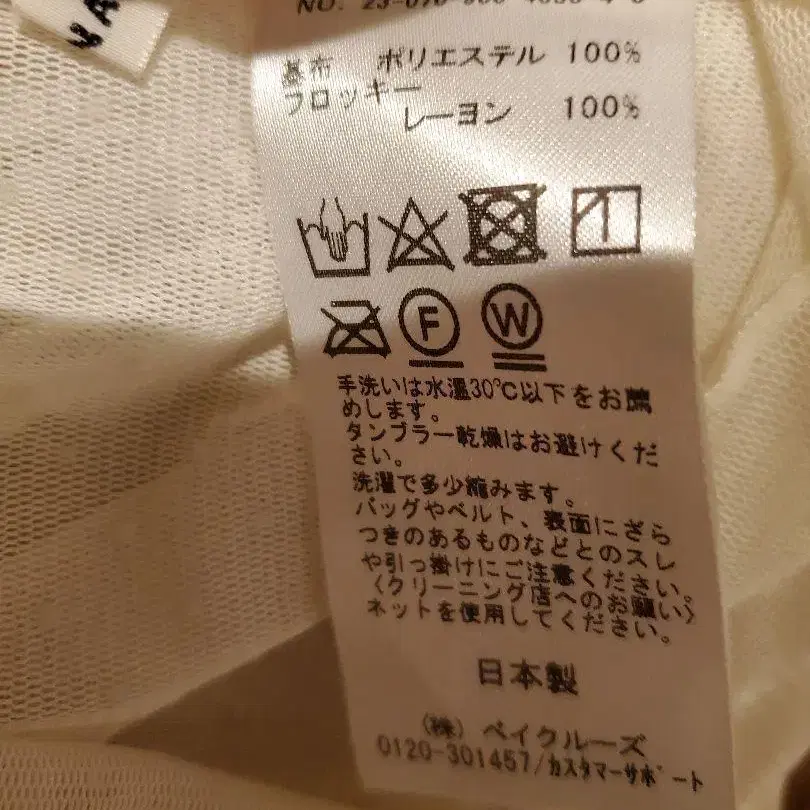 VA
基布 ポリエステル 100%
フロッキー
レーヨン 100%
F W
手洗いは水温30℃以下をお薦
めします。
タンブラー乾燥はお避けくだ
さい。
洗濯で多少縮みます。
バッグやベルト、表面にざら
つきのあるものなどとのスレ
や引っ掛けにご注意ください。
〈クリーニング店へのお願い〉
ネットを使用してください。
日本製
(株) ベイクルーズ
0120-301457/カスタマーサポート